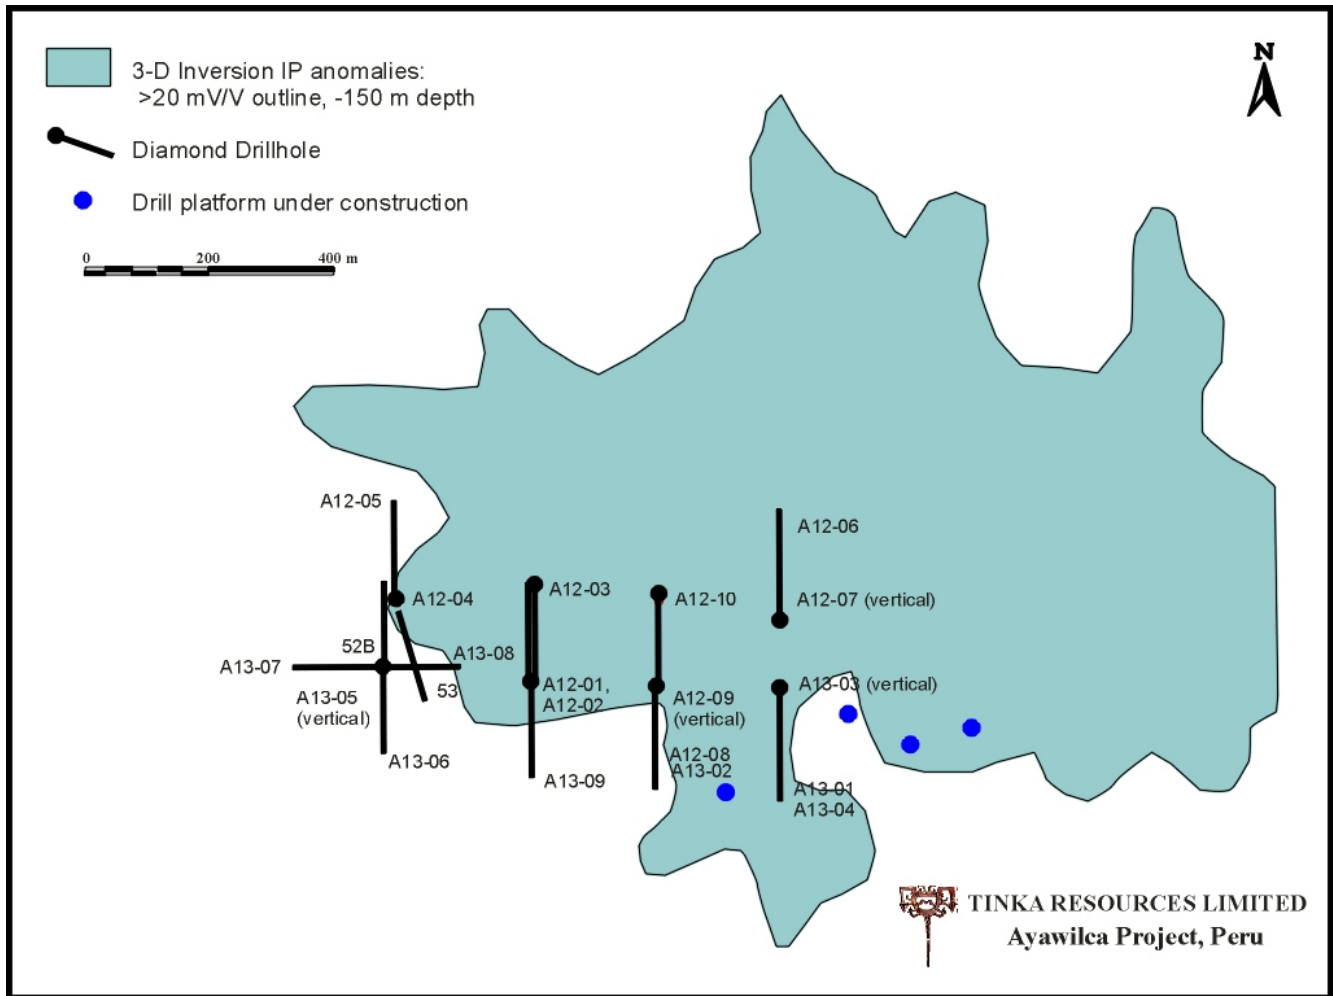 N
3-D Inversion IP anomalies:
>20 mV/V outline, -150 m depth
Diamond Drillhole
Drill platform under construction
0 200 400 m
A12-05
A12-06
A12-04
A12-03
A12-10
A12-07 (vertical)
52B
A13-07
A13-08
53
A13-05
(vertical)
A13-06
A12-01,
A12-02
A13-09
A12-09
(vertical)
A12-08
A13-02
A13-03 (vertical)
A13-01
A13-04
TINKA RESOURCES LIMITED
Ayawilca Project, Peru